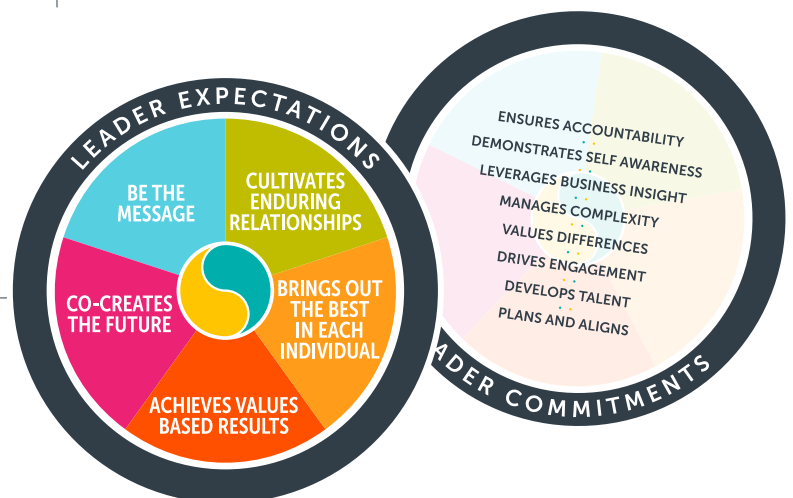 LEADER EXPECTATIONS
BE THE
MESSAGE
CULTIVATES
ENDURING
RELATIONSHIPS
BRINGS OUT
THE BEST
IN EACH
INDIVIDUAL
ACHIEVES VALUES
BASED RESULTS
CO-CREATES
THE FUTURE
ENSURES ACCOUNTABILITY
DEMONSTRATES SELF AWARENESS
LEVERAGES BUSINESS INSIGHT
MANAGES COMPLEXITY
VALUES DIFFERENCES
DRIVES ENGAGEMENT
DEVELOPS TALENT
PLANS AND ALIGNS
ADER COMMITMENTS